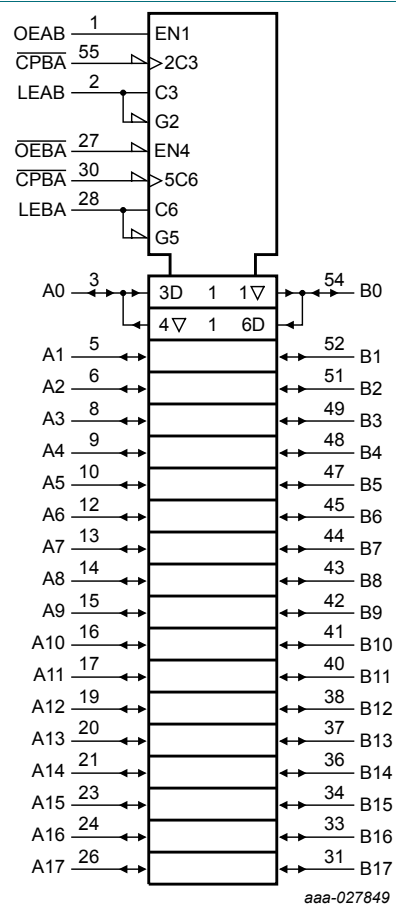 OEAB 1 EN1
CPBA 55 >2C3
LEAB 2 C3
G2
OEBA 27 EN4
CPBA 30 >5C6
LEBA 28 C6
G5
A0 3 3D 1 1▽ 54 B0
4▽ 1 6D
A1 5 52 B1
A2 6 51 B2
A3 8 49 B3
A4 9 48 B4
A5 10 47 B5
A6 12 45 B6
A7 13 44 B7
A8 14 43 B8
A9 15 42 B9
A10 16 41 B10
A11 17 40 B11
A12 19 38 B12
A13 20 37 B13
A14 21 36 B14
A15 23 34 B15
A16 24 33 B16
A17 26 31 B17
aaa-027849